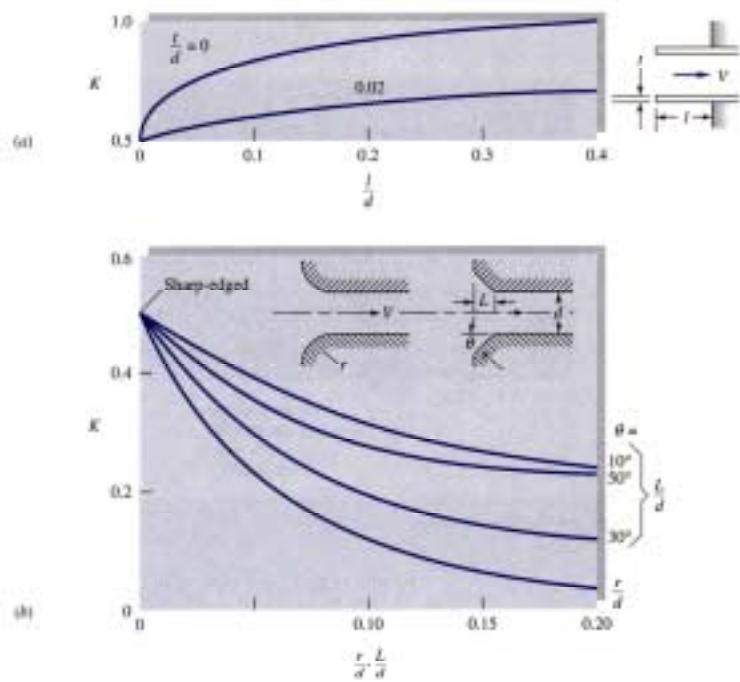 1.0
t/d = 0
K
0.02
t
V
l
(a)
0.5
0 0.1 0.2 0.3 0.4
l/d
0.6
Sharp-edged
V
L
d
θ
r
0.4
K
θ =
10°
50°
L/d
0.2
30°
r/d
(b)
0
0 0.10 0.15 0.20
r/d, L/d